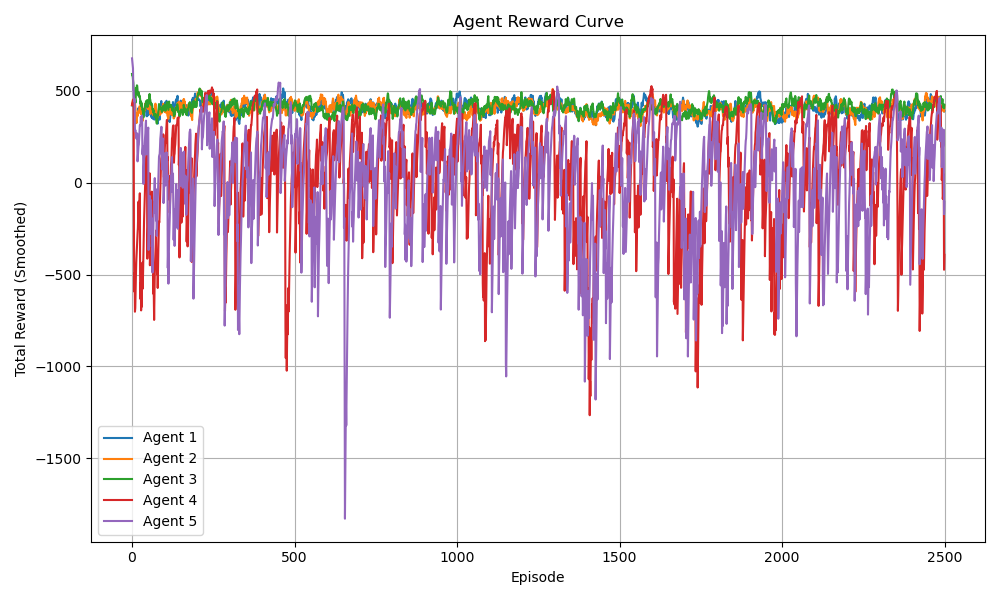 Agent Reward Curve
Total Reward (Smoothed)
500
0
−500
−1000
−1500
Agent 1
Agent 2
Agent 3
Agent 4
Agent 5
0
500
1000
1500
2000
2500
Episode